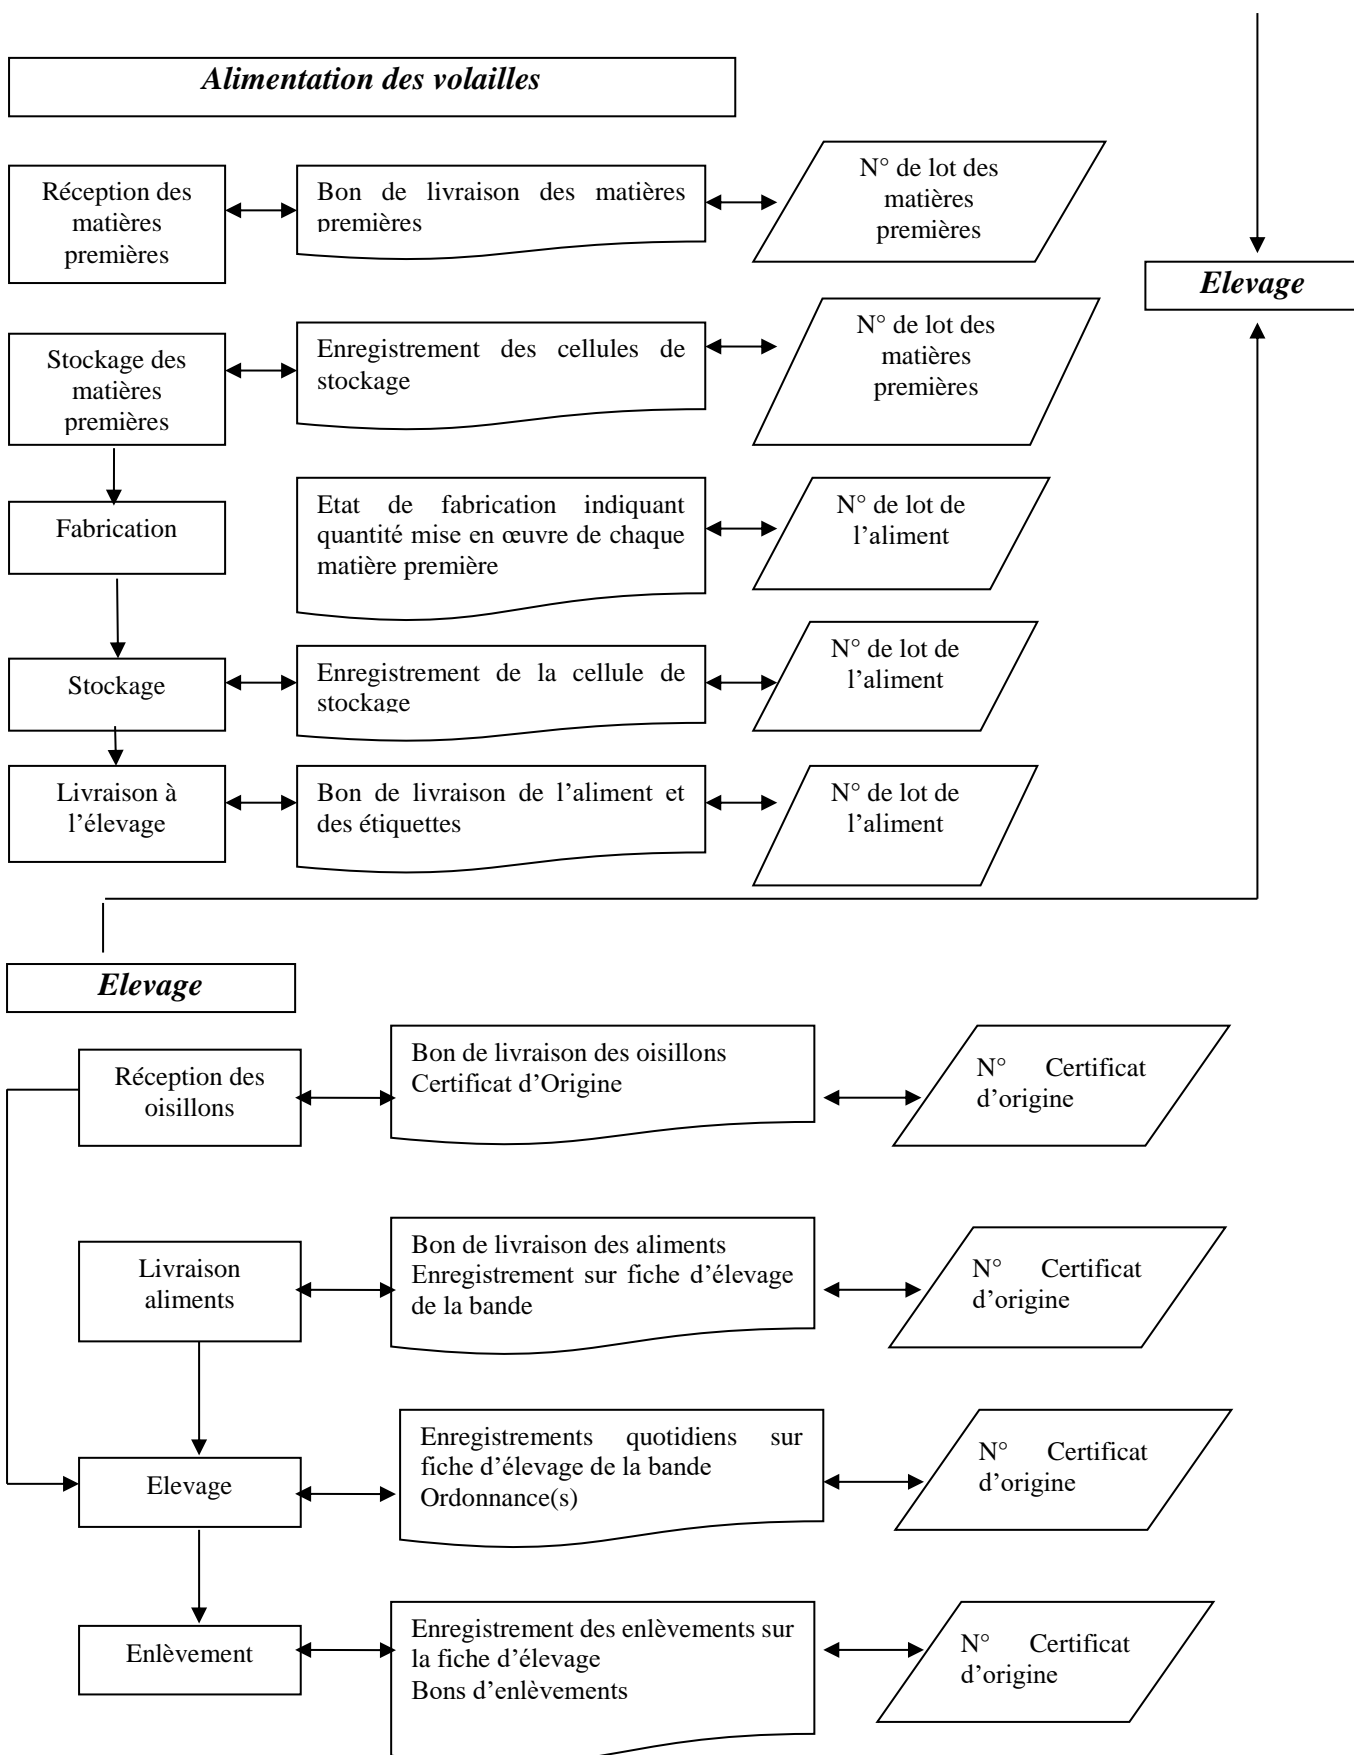 Alimentation des volailles
Réception des
matières
premières
Bon de livraison des matières
premières
N° de lot des
matières
premières
Elevage
Stockage des
matières
premières
Enregistrement des cellules de
stockage
N° de lot des
matières
premières
Fabrication
Etat de fabrication indiquant
quantité mise en œuvre de chaque
matière première
N° de lot de
l’aliment
Stockage
Enregistrement de la cellule de
stockage
N° de lot de
l’aliment
Livraison à
l’élevage
Bon de livraison de l’aliment et
des étiquettes
N° de lot de
l’aliment
Elevage
Réception des
oisillons
Bon de livraison des oisillons
Certificat d’Origine
N° Certificat
d’origine
Livraison
aliments
Bon de livraison des aliments
Enregistrement sur fiche d’élevage
de la bande
N° Certificat
d’origine
Elevage
Enregistrements quotidiens sur
fiche d’élevage de la bande
Ordonnance(s)
N° Certificat
d’origine
Enlèvement
Enregistrement des enlèvements sur
la fiche d’élevage
Bons d’enlèvements
N° Certificat
d’origine